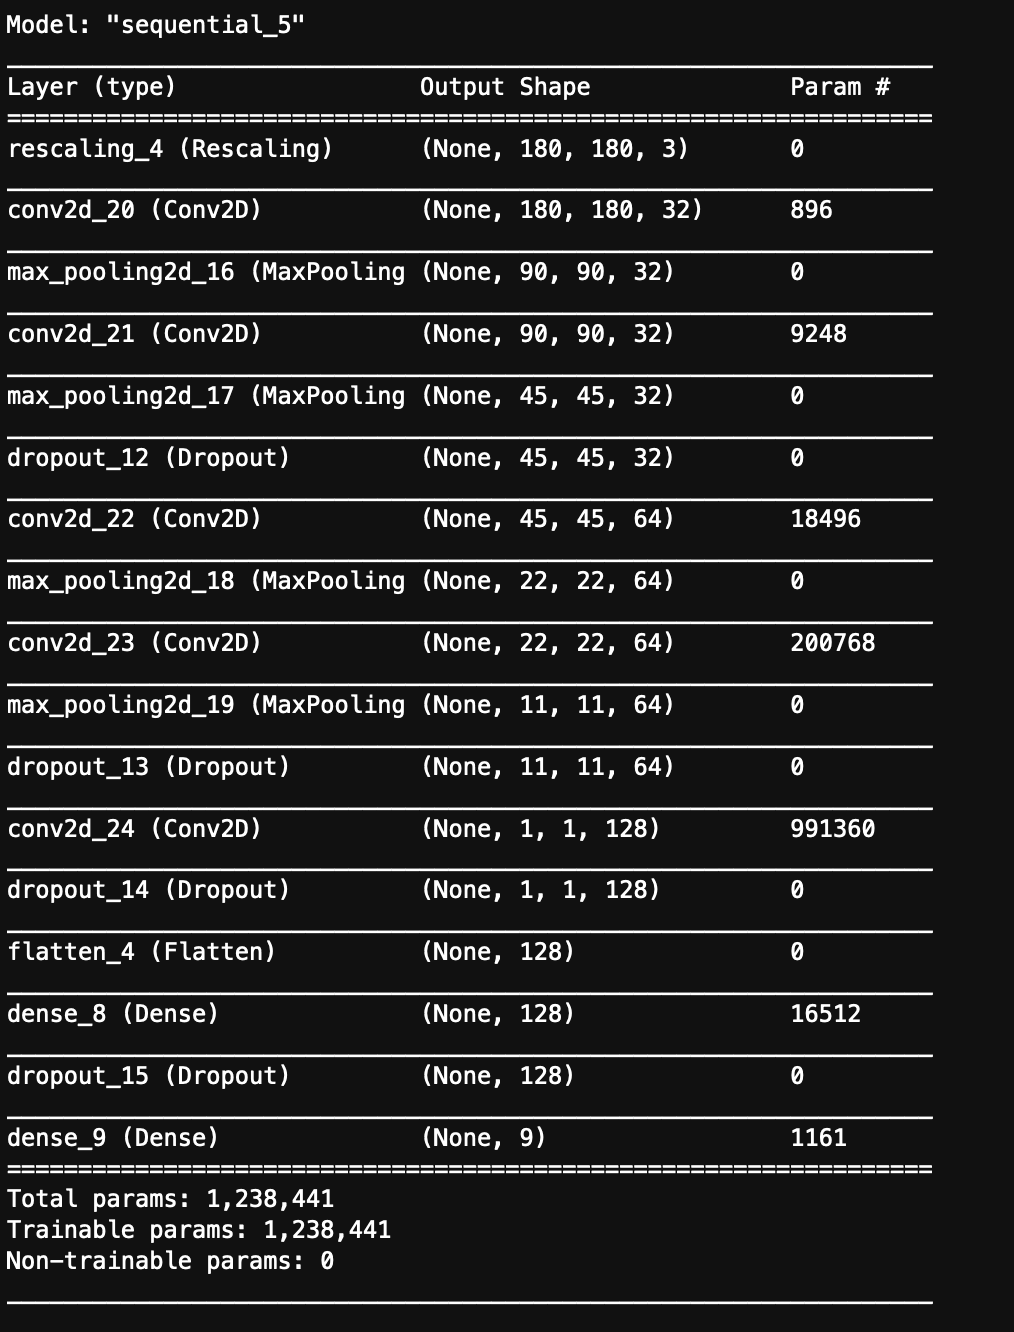 Model: "sequential_5"
Layer (type) Output Shape Param #
rescaling_4 (Rescaling) (None, 180, 180, 3) 0
conv2d_20 (Conv2D) (None, 180, 180, 32) 896
max_pooling2d_16 (MaxPooling (None, 90, 90, 32) 0
conv2d_21 (Conv2D) (None, 90, 90, 32) 9248
max_pooling2d_17 (MaxPooling (None, 45, 45, 32) 0
dropout_12 (Dropout) (None, 45, 45, 32) 0
conv2d_22 (Conv2D) (None, 45, 45, 64) 18496
max_pooling2d_18 (MaxPooling (None, 22, 22, 64) 0
conv2d_23 (Conv2D) (None, 22, 22, 64) 200768
max_pooling2d_19 (MaxPooling (None, 11, 11, 64) 0
dropout_13 (Dropout) (None, 11, 11, 64) 0
conv2d_24 (Conv2D) (None, 1, 1, 128) 991360
dropout_14 (Dropout) (None, 1, 1, 128) 0
flatten_4 (Flatten) (None, 128) 0
dense_8 (Dense) (None, 128) 16512
dropout_15 (Dropout) (None, 128) 0
dense_9 (Dense) (None, 9) 1161
Total params: 1,238,441
Trainable params: 1,238,441
Non-trainable params: 0